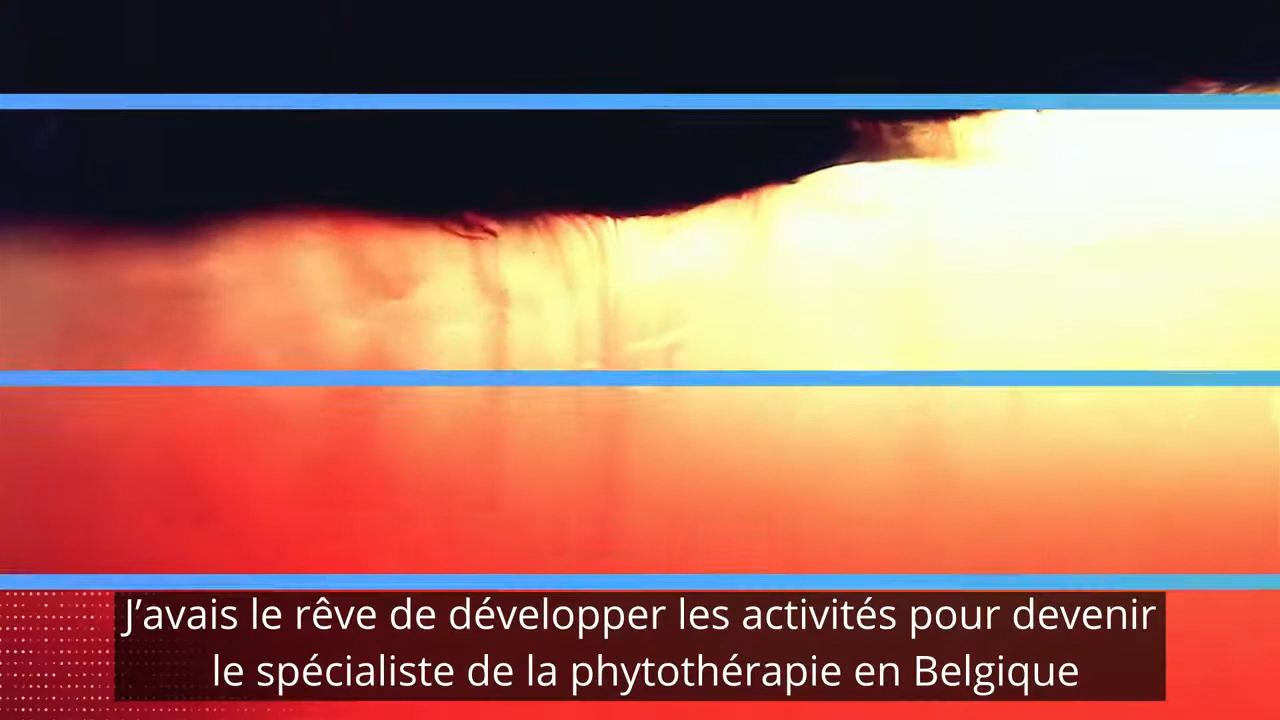 J’avais le rêve de développer les activités pour devenir
le spécialiste de la phytothérapie en Belgique